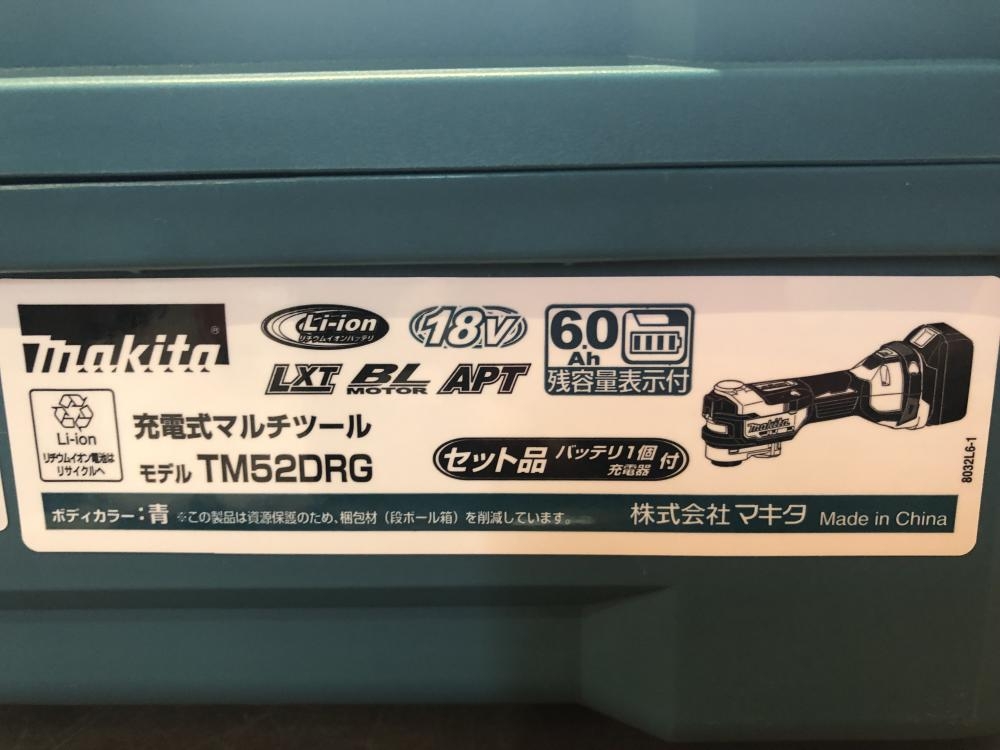 makita®
Li-ion
リチウムイオンバッテリ
18V
6.0
Ah
残容量表示付
LXT BL MOTOR APT
Li-ion
リチウムイオン電池は
リサイクルへ
充電式マルチツール
モデル TM52DRG
セット品 バッテリ1個
充電器 付
makita
8032L6-1
ボディカラー:青 ※この製品は資源保護のため、梱包材(段ボール箱)を削減しています。 株式会社マキタ Made in China